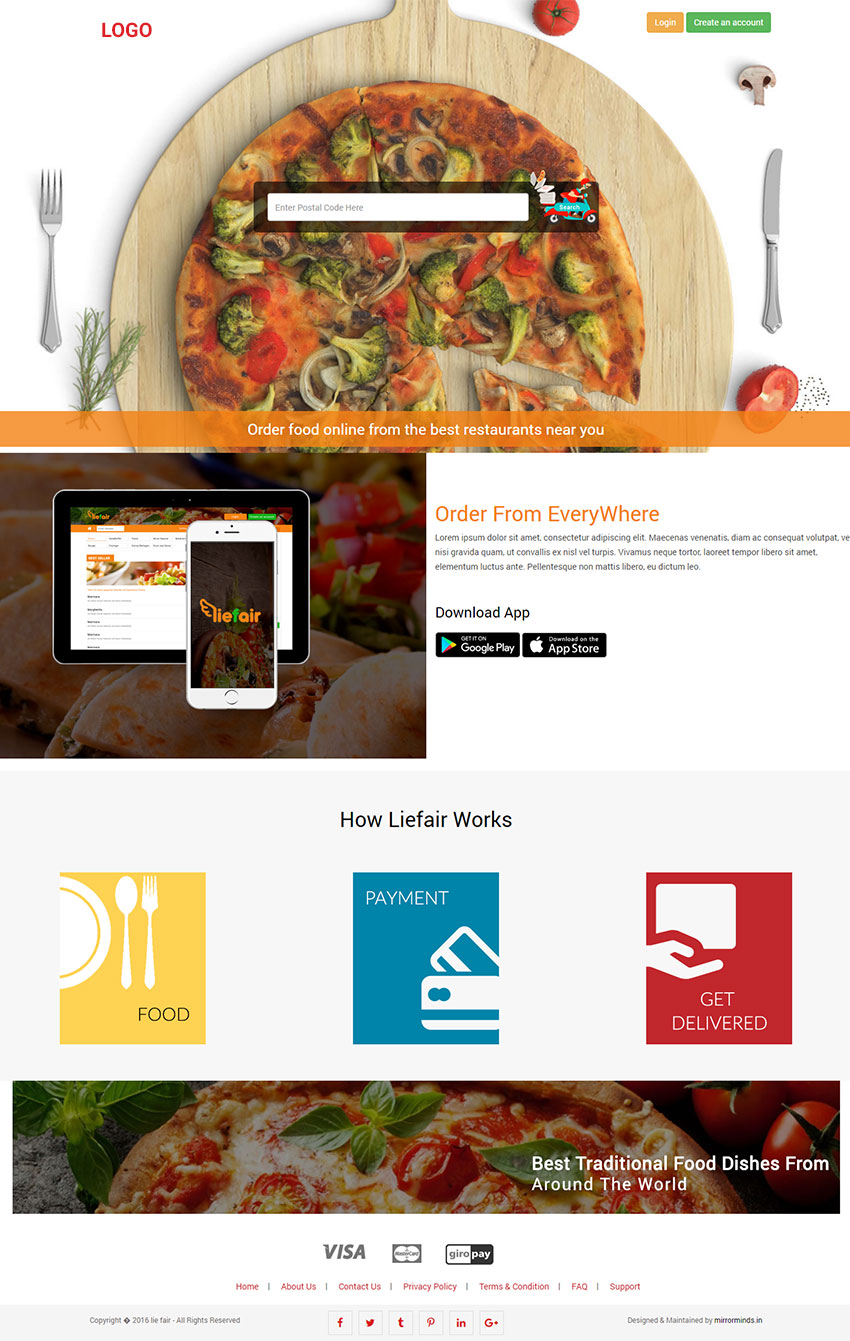 LOGO
Login
Create an account
Enter Postal Code Here
Search
Order food online from the best restaurants near you
liefair
BEST SELLER
liefair
Order From EveryWhere
Lorem ipsum dolor sit amet, consectetur adipiscing elit. Maecenas venenatis, diam ac consequat volutpat, ve
nisi gravida quam, ut convallis ex nisl vel turpis. Vivamus neque tortor, laoreet tempor libero sit amet,
elementum luctus ante. Pellentesque non mattis libero, eu dictum leo.
Download App
GET IT ON
Google Play
Download on the
App Store
How Liefair Works
FOOD
PAYMENT
GET
DELIVERED
Best Traditional Food Dishes From
Around The World
VISA
MasterCard
giropay
Home | About Us | Contact Us | Privacy Policy | Terms & Condition | FAQ | Support
Copyright � 2016 lie fair - All Rights Reserved
f t p in G+
Designed & Maintained by mirrorminds.in